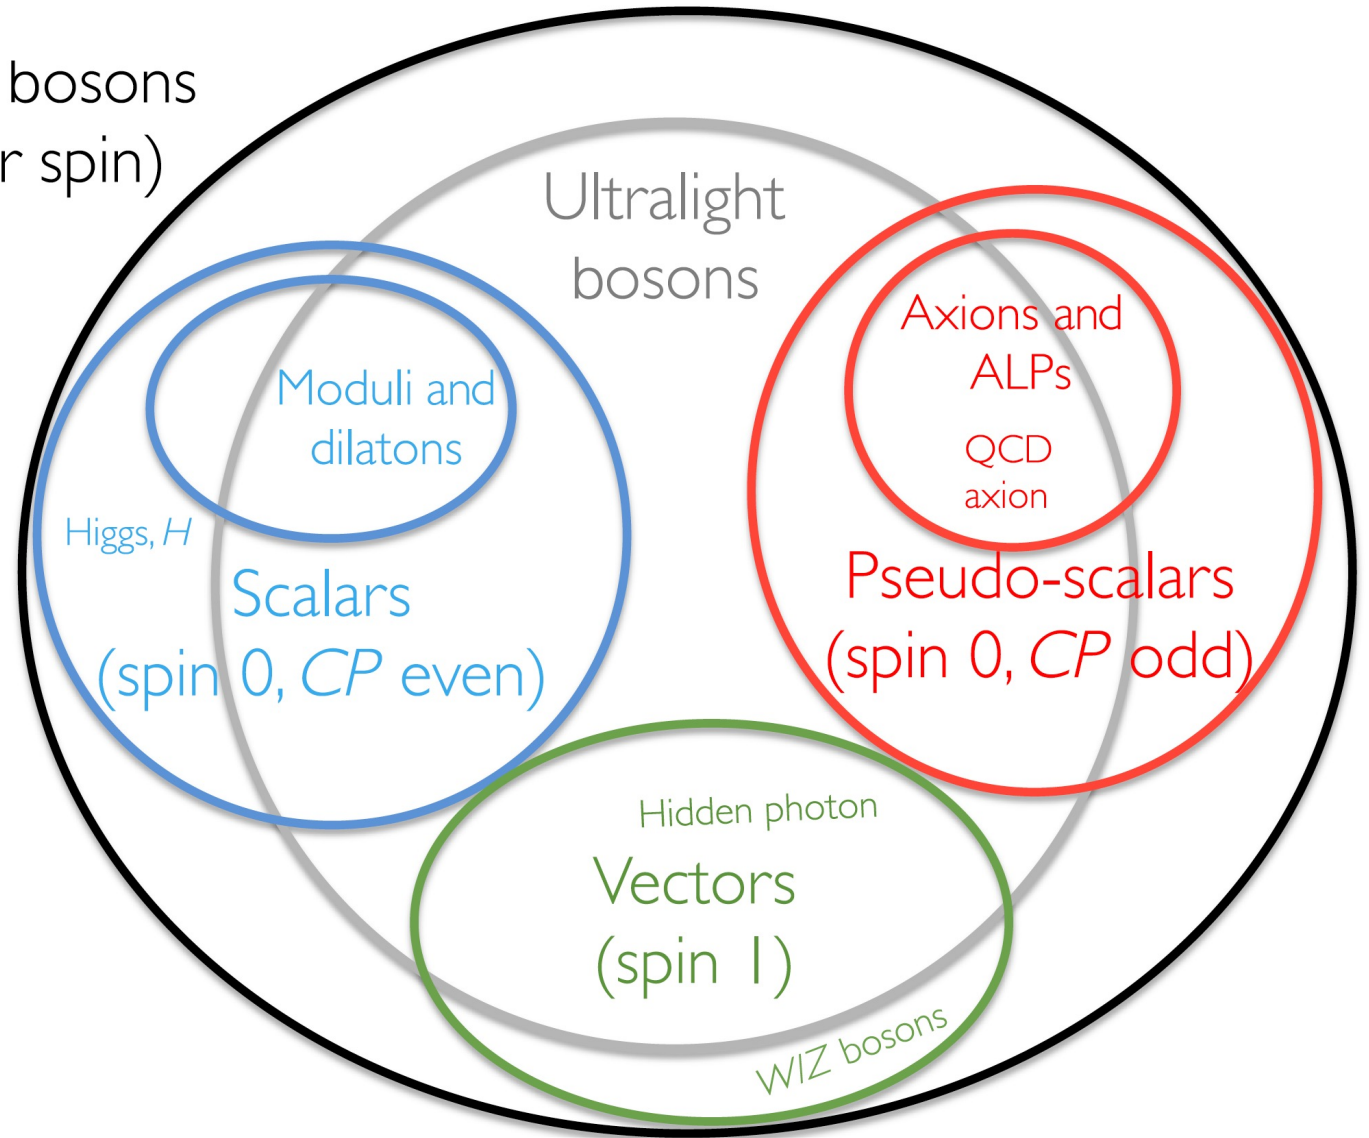 bosons
r spin)
Ultralight
bosons
Moduli and
dilatons
Higgs, H
Scalars
(spin 0, CP even)
Axions and
ALPs
QCD
axion
Pseudo-scalars
(spin 0, CP odd)
Hidden photon
Vectors
(spin 1)
W/Z bosons